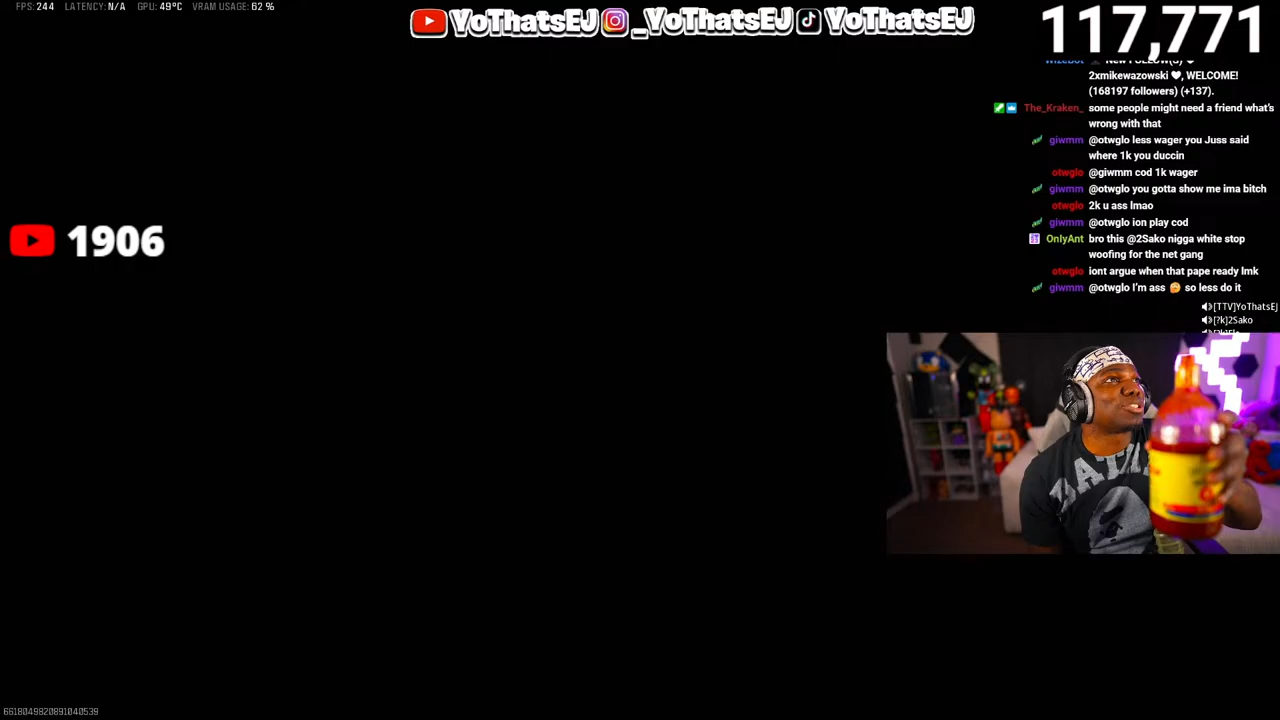 FPS: 244 LATENCY: N/A GPU: 49°C VRAM USAGE: 62 %
YoThatsEJ _YoThatsEJ YoThatsEJ
117,771
2xmikewazowski 🖤, WELCOME!
(168197 followers) (+137).
The_Kraken_ some people might need a friend what's
wrong with that
giwmm @otwglo less wager you Juss said
where 1k you duccin
otwglo @giwmm cod 1k wager
giwmm @otwglo you gotta show me ima bitch
otwglo 2k u ass lmao
giwmm @otwglo ion play cod
OnlyAnt bro this @2Sako nigga white stop
woofing for the net gang
otwglo iont argue when that pape ready lmk
giwmm @otwglo I'm ass 🤯 so less do it
[TTV]YoThatsEJ
[?k]2Sako
1906
6618049820891040539